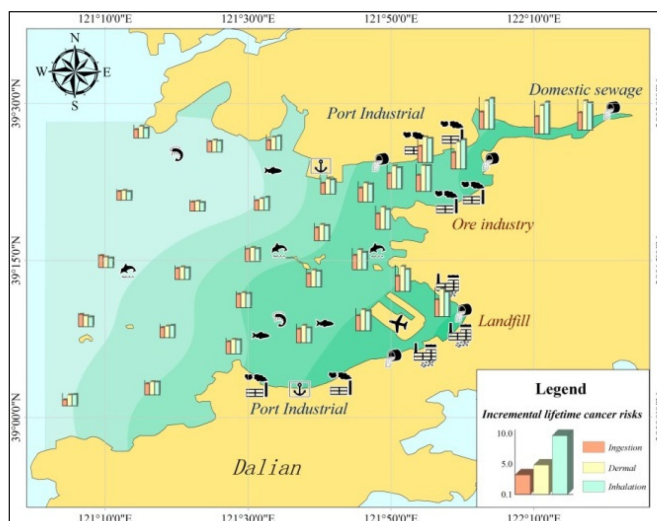 121°10'0"E
121°30'0"E
121°50'0"E
122°10'0"E
N
W
E
S
39°30'0"N
Domestic sewage
Port Industrial
Ore industry
39°15'0"N
Landfill
39°00'0"N
Port Industrial
Dalian
Legend
Incremental lifetime cancer risks
10.0
5.0
0.1
Ingestion
Dermal
Inhalation
121°10'0"E
121°30'0"E
121°50'0"E
122°10'0"E